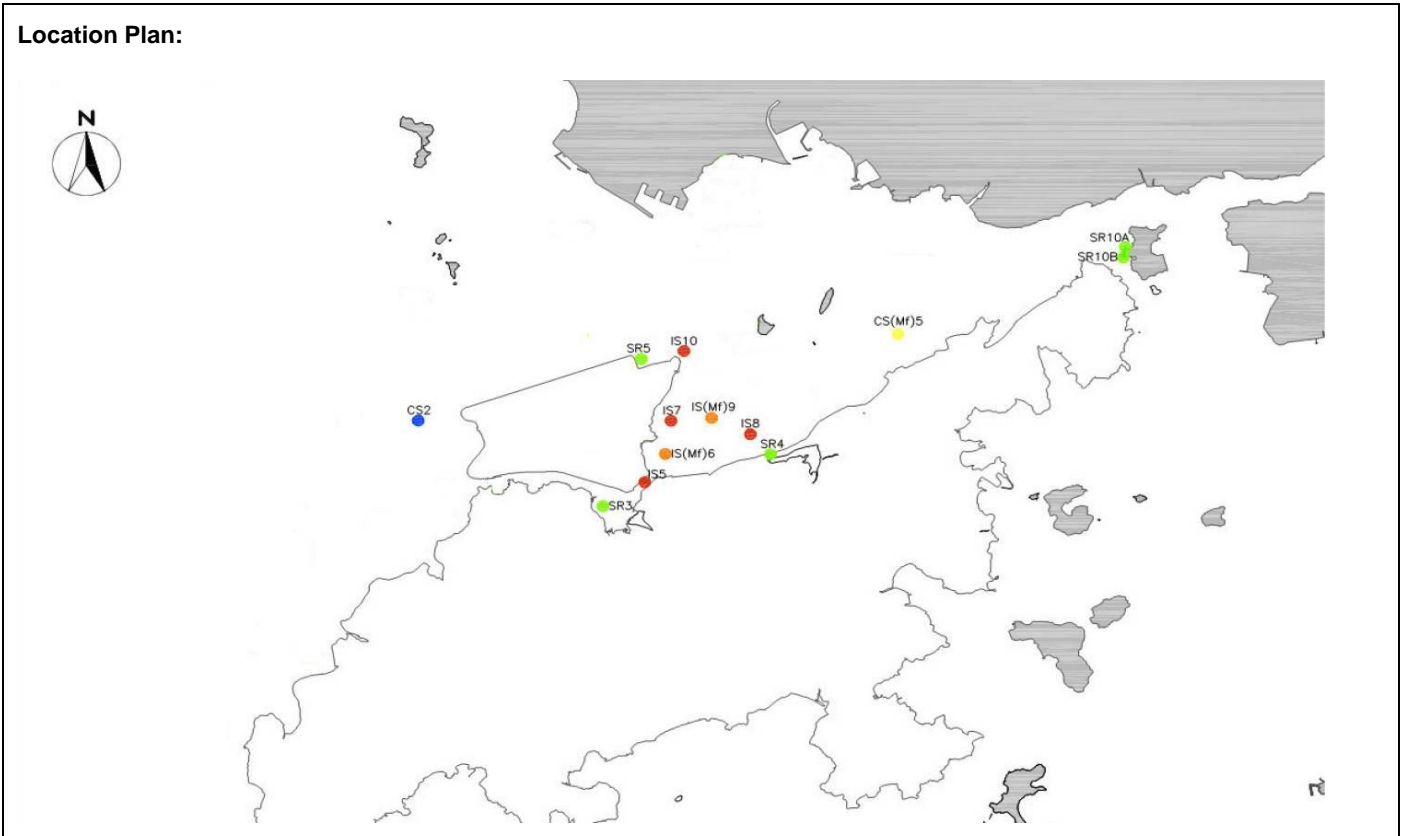 Location Plan:
N
SR10A
SR10B
CS(Mf)5
IS10
SR5
CS2
IS7
IS(Mf)9
IS8
SR4
IS(Mf)6
IS5
SR3